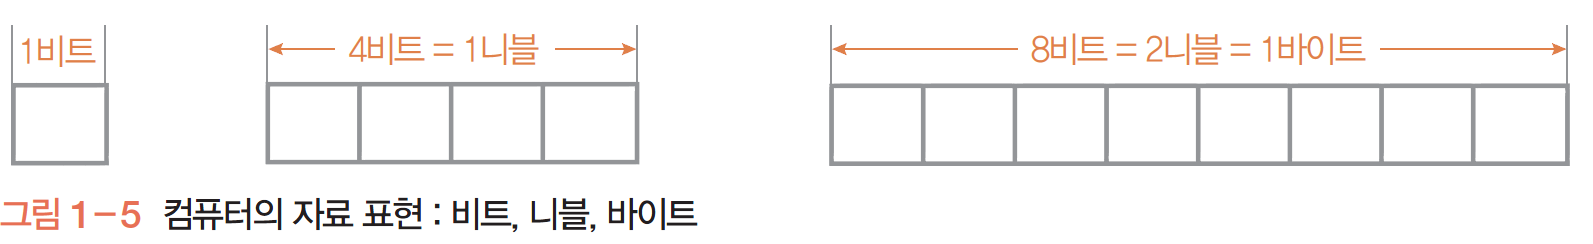 1비트
4비트 = 1니블
8비트 = 2니블 = 1바이트
그림 1-5 컴퓨터의 자료 표현 : 비트, 니블, 바이트